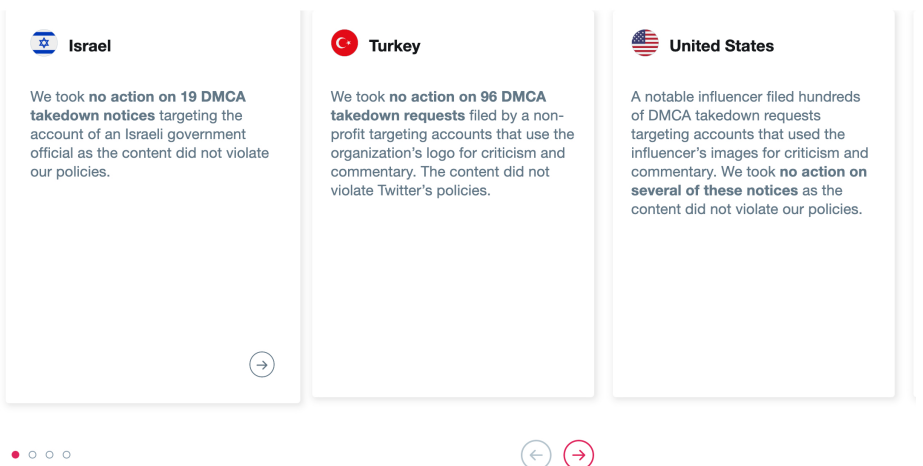 Israel
We took no action on 19 DMCA
takedown notices targeting the
account of an Israeli government
official as the content did not violate
our policies.
Turkey
We took no action on 96 DMCA
takedown requests filed by a non-
profit targeting accounts that use the
organization’s logo for criticism and
commentary. The content did not
violate Twitter’s policies.
United States
A notable influencer filed hundreds
of DMCA takedown requests
targeting accounts that used the
influencer’s images for criticism and
commentary. We took no action on
several of these notices as the
content did not violate our policies.